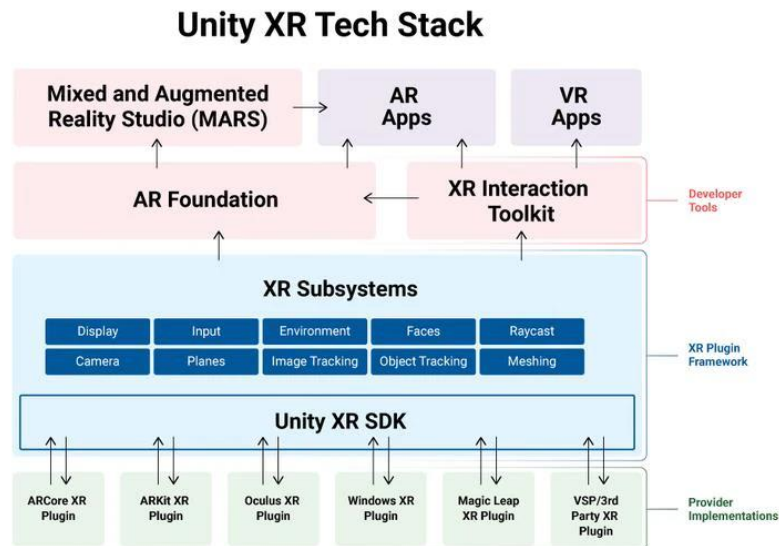 Unity XR Tech Stack
Mixed and Augmented
Reality Studio (MARS)
AR
Apps
VR
Apps
AR Foundation
XR Interaction
Toolkit
Developer
Tools
XR Subsystems
Display
Input
Environment
Faces
Raycast
Camera
Planes
Image Tracking
Object Tracking
Meshing
XR Plugin
Framework
Unity XR SDK
ARCore XR
Plugin
ARKit XR
Plugin
Oculus XR
Plugin
Windows XR
Plugin
Magic Leap
XR Plugin
VSP/3rd
Party XR
Plugin
Provider
Implementations